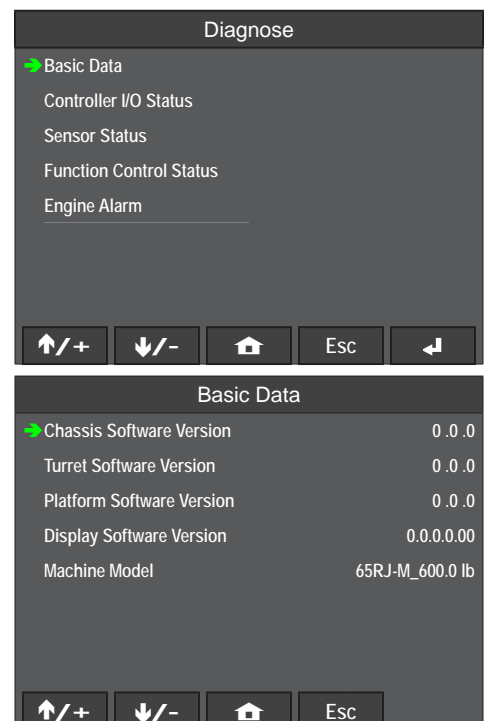 Diagnose
Basic Data
Controller I/O Status
Sensor Status
Function Control Status
Engine Alarm
↑/+ ↓/- Esc
Basic Data
Chassis Software Version 0 .0 .0
Turret Software Version 0 .0 .0
Platform Software Version 0 .0 .0
Display Software Version 0.0.0.0.00
Machine Model 65RJ-M_600.0 lb
↑/+ ↓/- Esc